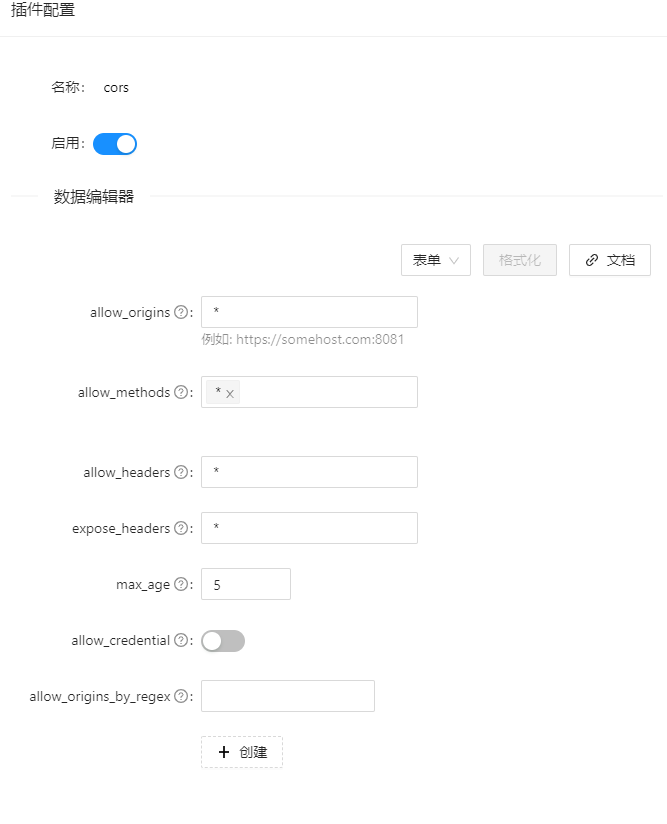 插件配置
名称: cors
启用:
数据编辑器
表单 格式化 文档
allow_origins ? : *
例如: https://somehost.com:8081
allow_methods ? : * x
allow_headers ? : *
expose_headers ? : *
max_age ? : 5
allow_credential ? :
allow_origins_by_regex ? :
+ 创建